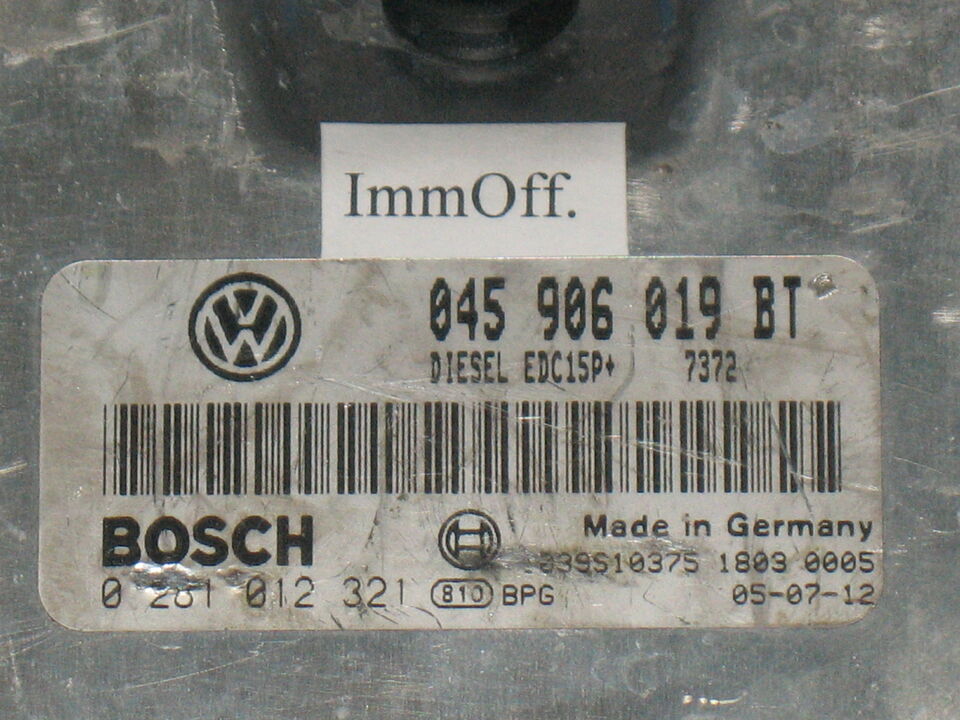 ImmOff.
045 906 019 BT
DIESEL EDC15P+ 7372
BOSCH
Made in Germany
1803 0005
0 281 012 321 810 BPG 05-07-12